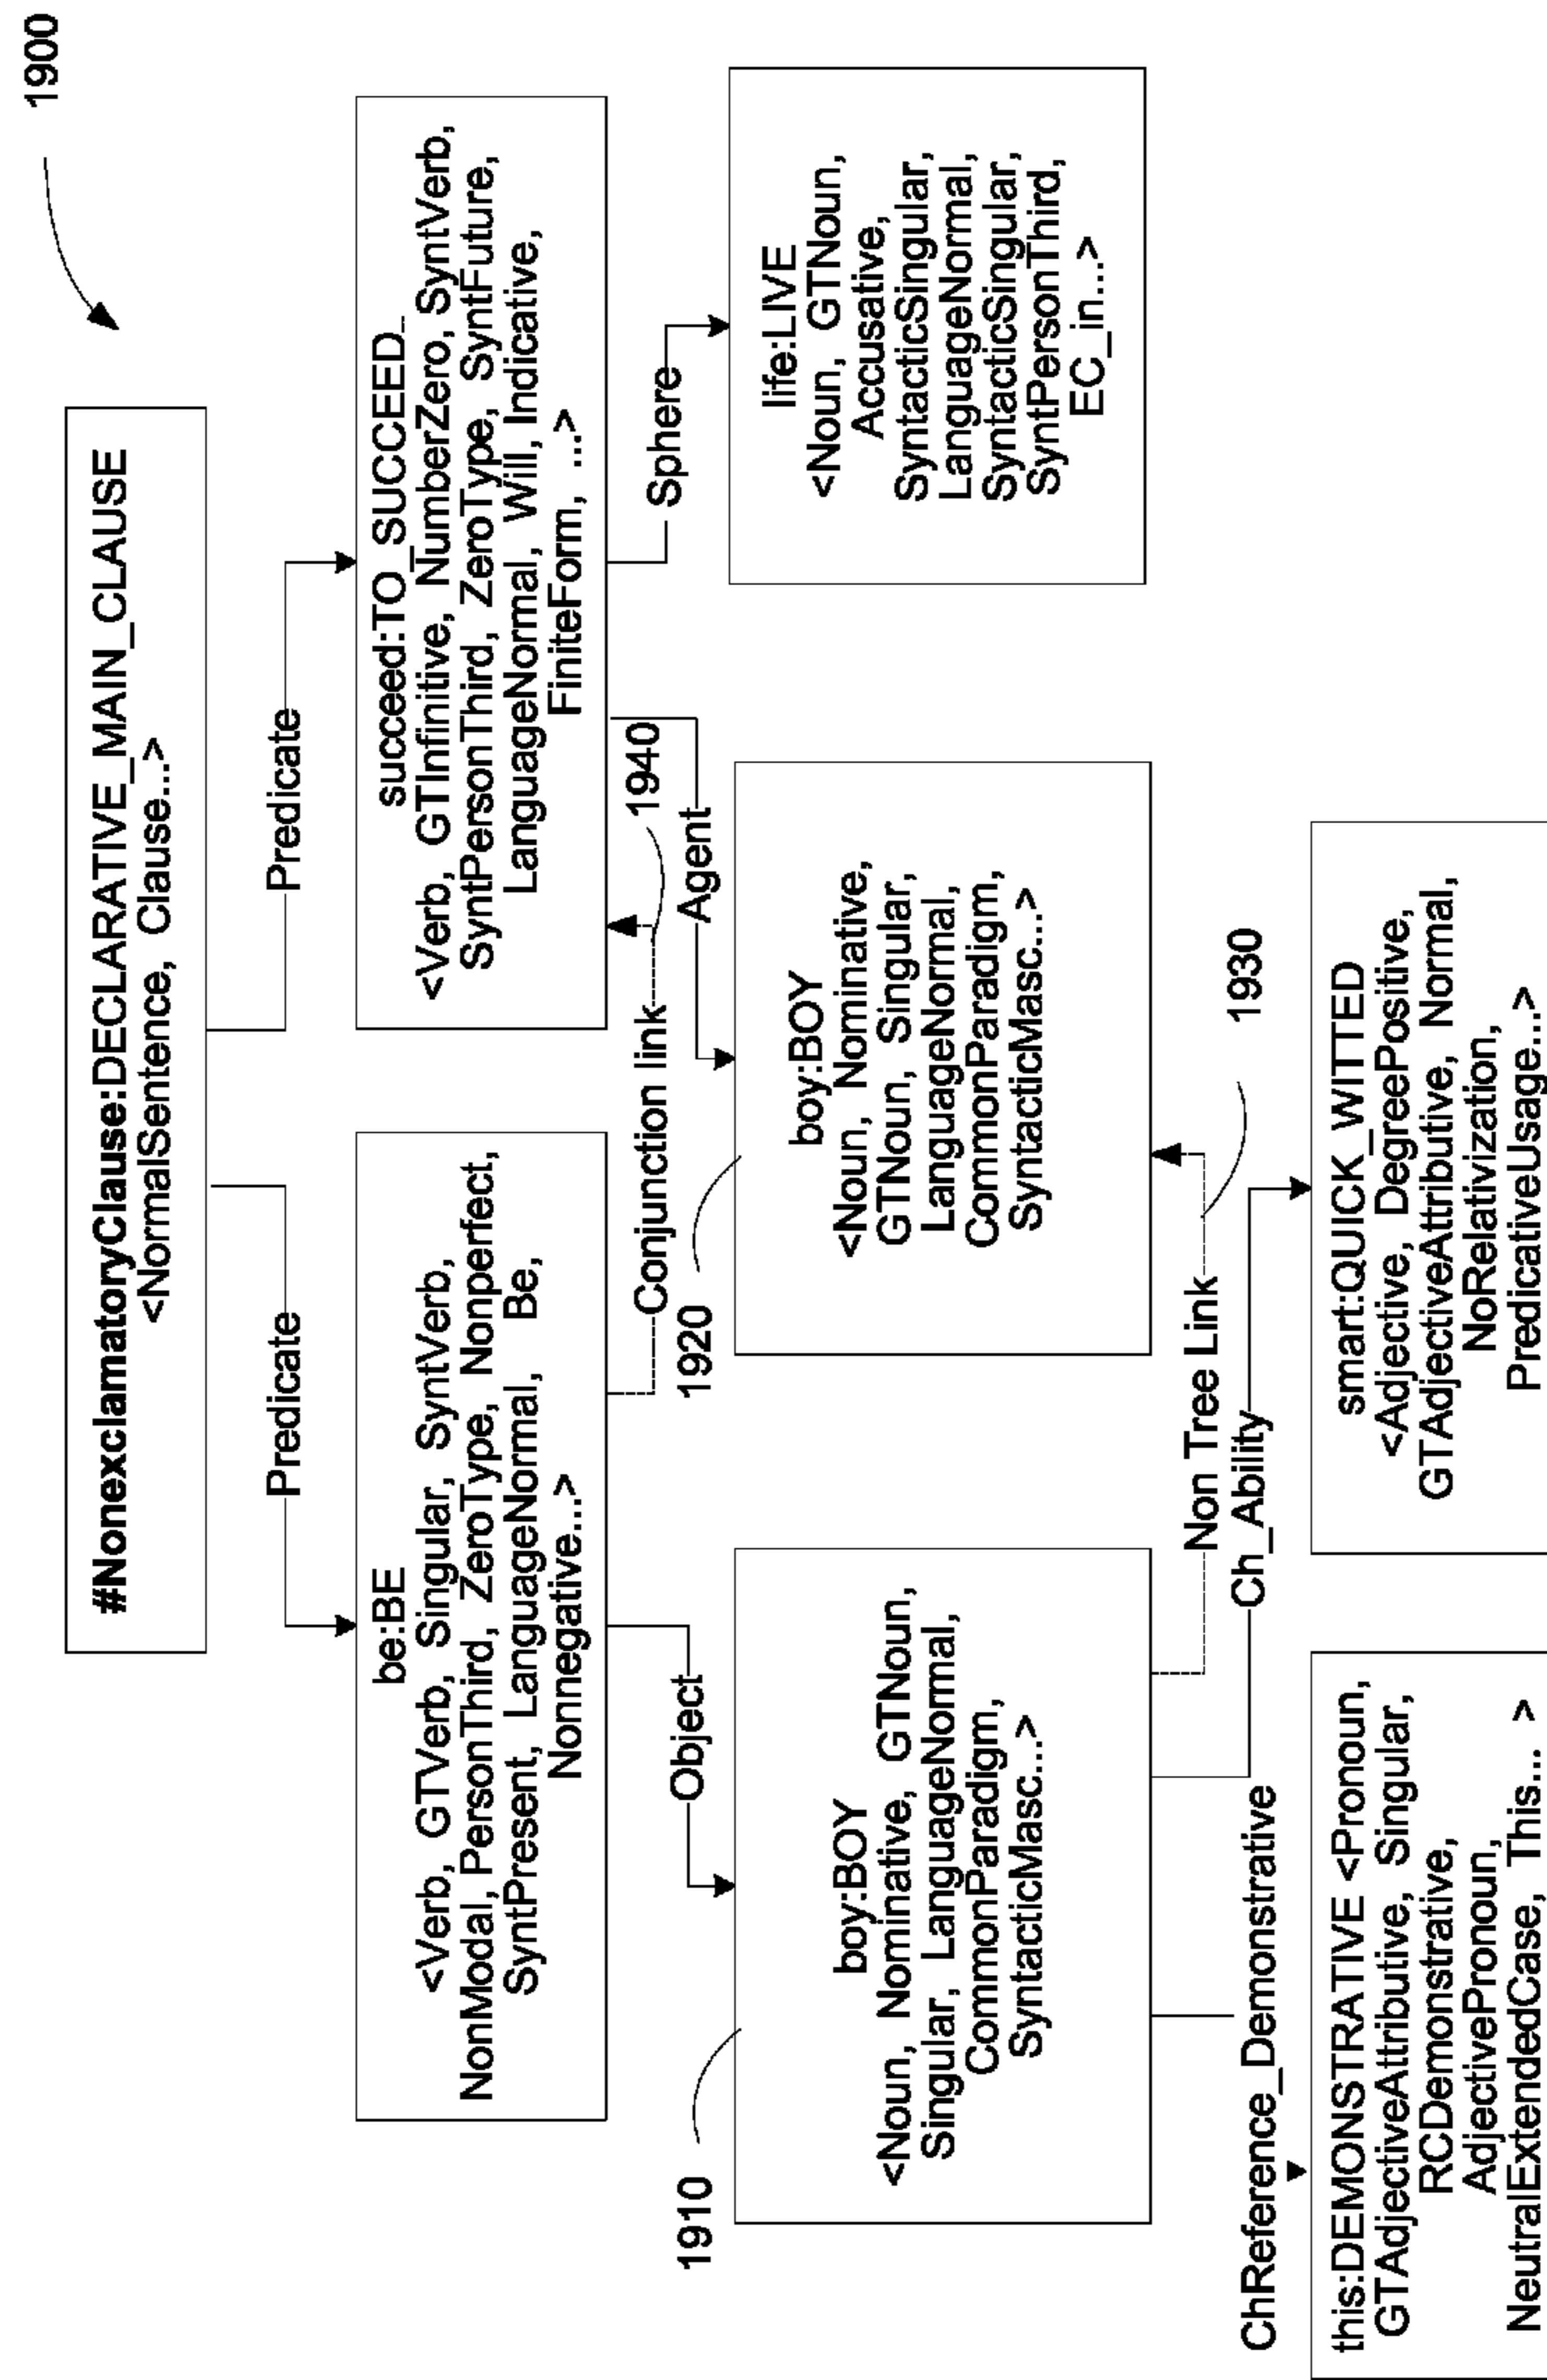 1900
#NonexclamatoryClause:DECLARATIVE_MAIN_CLAUSE
<NormalSentence, Clause...>
Predicate
Predicate
be:BE
<Verb, GTVerb, Singular, SyntVerb,
NonModal, PersonThird, ZeroType, Nonperfect,
SyntPresent, LanguageNormal, Be,
Nonnegative...>
succeed:TO_SUCCEED_
<Verb, GTInfinitive, NumberZero, SyntVerb,
SyntPersonThird, ZeroType, SyntFuture,
LanguageNormal, Will, Indicative,
FiniteForm, ...>
Object
Conjunction link
1940
Agent
Sphere
1910
boy:BOY
<Noun, Nominative, GTNoun,
Singular, LanguageNormal,
CommonParadigm,
SyntacticMasc...>
1920
boy:BOY
<Noun, Nominative,
GTNoun, Singular,
LanguageNormal,
CommonParadigm,
SyntacticMasc...>
life:LIVE
<Noun, GTNoun,
Accusative,
SyntacticSingular,
LanguageNormal,
SyntacticSingular,
SyntPersonThird,
EC_in...>
Non Tree Link
1930
ChReference_Demonstrative
Ch_Ability
this:DEMONSTRATIVE <Pronoun,
GTAdjectiveAttributive, Singular,
RCDemonstrative,
AdjectivePronoun,
NeutralExtendedCase, This... >
smart:QUICK_WITTED
<Adjective, DegreePositive,
GTAdjectiveAttributive, Normal,
NoRelativization,
PredicativeUsage...>